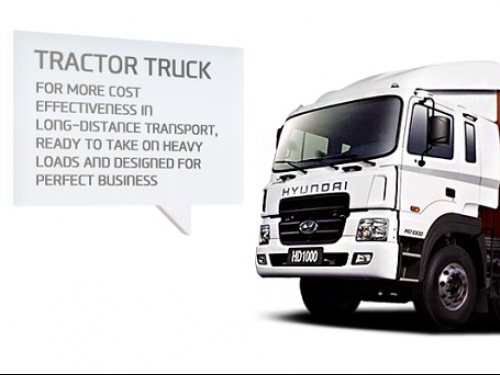 TRACTOR TRUCK
FOR MORE COST
EFFECTIVENESS IN
LONG-DISTANCE TRANSPORT,
READY TO TAKE ON HEAVY
LOADS AND DESIGNED FOR
PERFECT BUSINESS
HYUNDAI
HD1000
HD1000